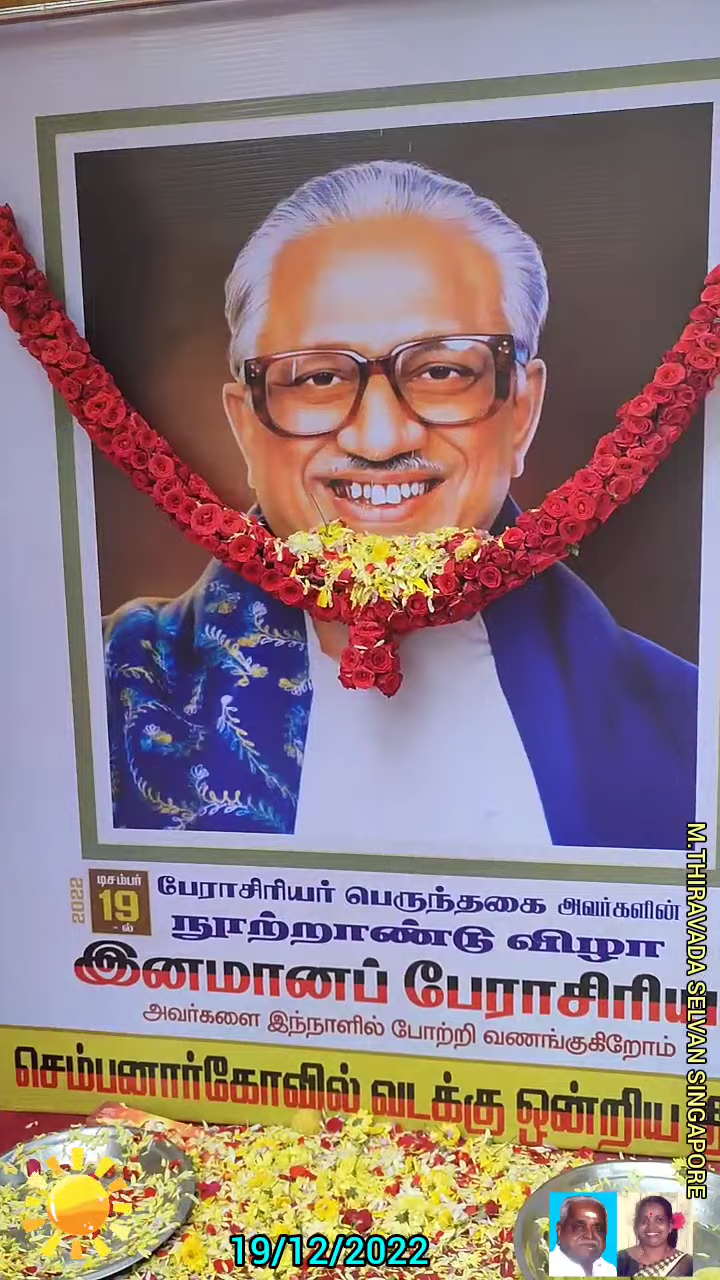 2022
டிசம்பர்
19
-ல்
பேராசிரியர் பெருந்தகை அவர்களின்
நூற்றாண்டு விழா
இனமானப்
அவர்களை இந்நாளில் போற்றி வணங்குகிறோம்
செம்பனார்கோவில் வடக்கு ஒன்றிய
M.THIRAVADA SELVAN SINGAPORE
19/12/2022